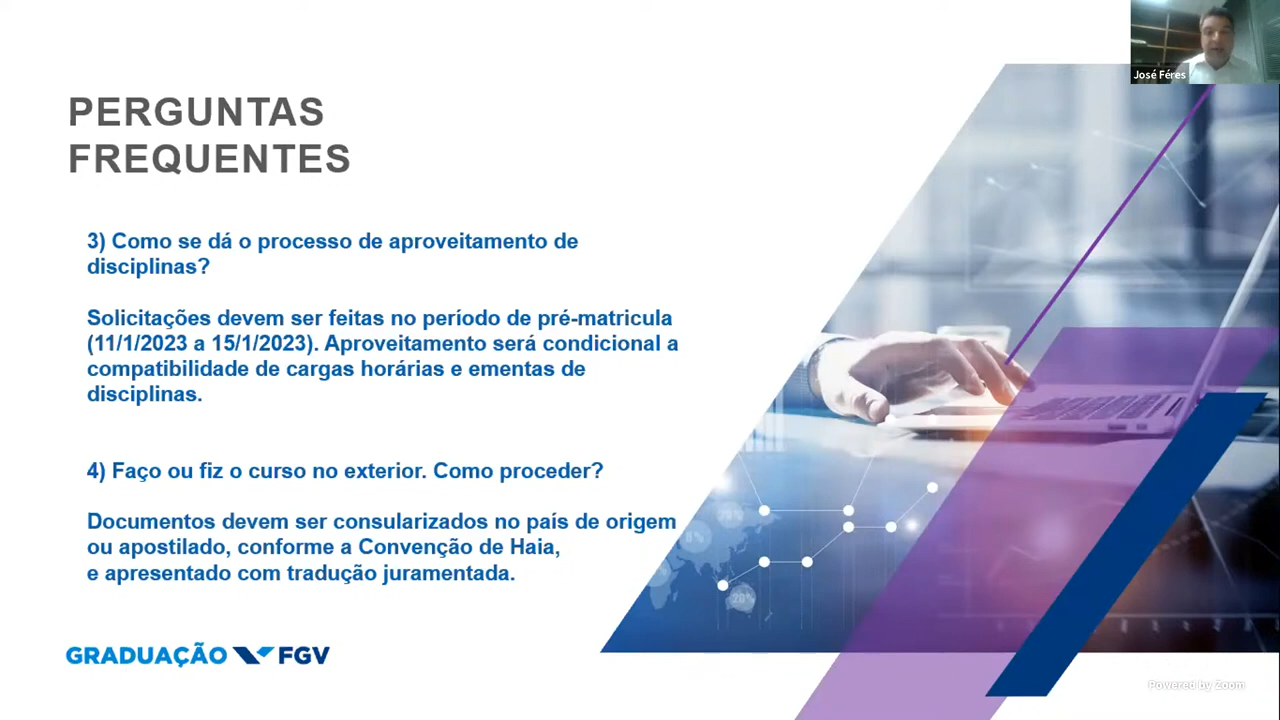 José Féres
PERGUNTAS
FREQUENTES
3) Como se dá o processo de aproveitamento de
disciplinas?
Solicitações devem ser feitas no período de pré-matricula
(11/1/2023 a 15/1/2023). Aproveitamento será condicional a
compatibilidade de cargas horárias e ementas de
disciplinas.
4) Faço ou fiz o curso no exterior. Como proceder?
Documentos devem ser consularizados no país de origem
ou apostilado, conforme a Convenção de Haia,
e apresentado com tradução juramentada.
GRADUAÇÃO FGV
Powered by Zoom